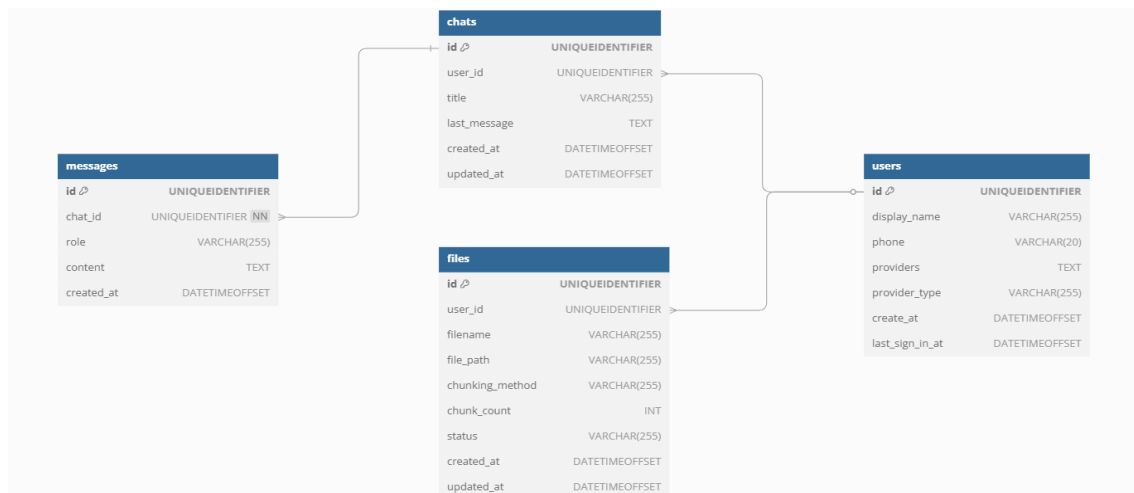 chats
id UNIQUEIDENTIFIER
user_id UNIQUEIDENTIFIER
title VARCHAR(255)
last_message TEXT
created_at DATETIMEOFFSET
updated_at DATETIMEOFFSET
messages
id UNIQUEIDENTIFIER
chat_id UNIQUEIDENTIFIER NN
role VARCHAR(255)
content TEXT
created_at DATETIMEOFFSET
users
id UNIQUEIDENTIFIER
display_name VARCHAR(255)
phone VARCHAR(20)
providers TEXT
provider_type VARCHAR(255)
create_at DATETIMEOFFSET
last_sign_in_at DATETIMEOFFSET
files
id UNIQUEIDENTIFIER
user_id UNIQUEIDENTIFIER
filename VARCHAR(255)
file_path VARCHAR(255)
chunking_method VARCHAR(255)
chunk_count INT
status VARCHAR(255)
created_at DATETIMEOFFSET
updated_at DATETIMEOFFSET